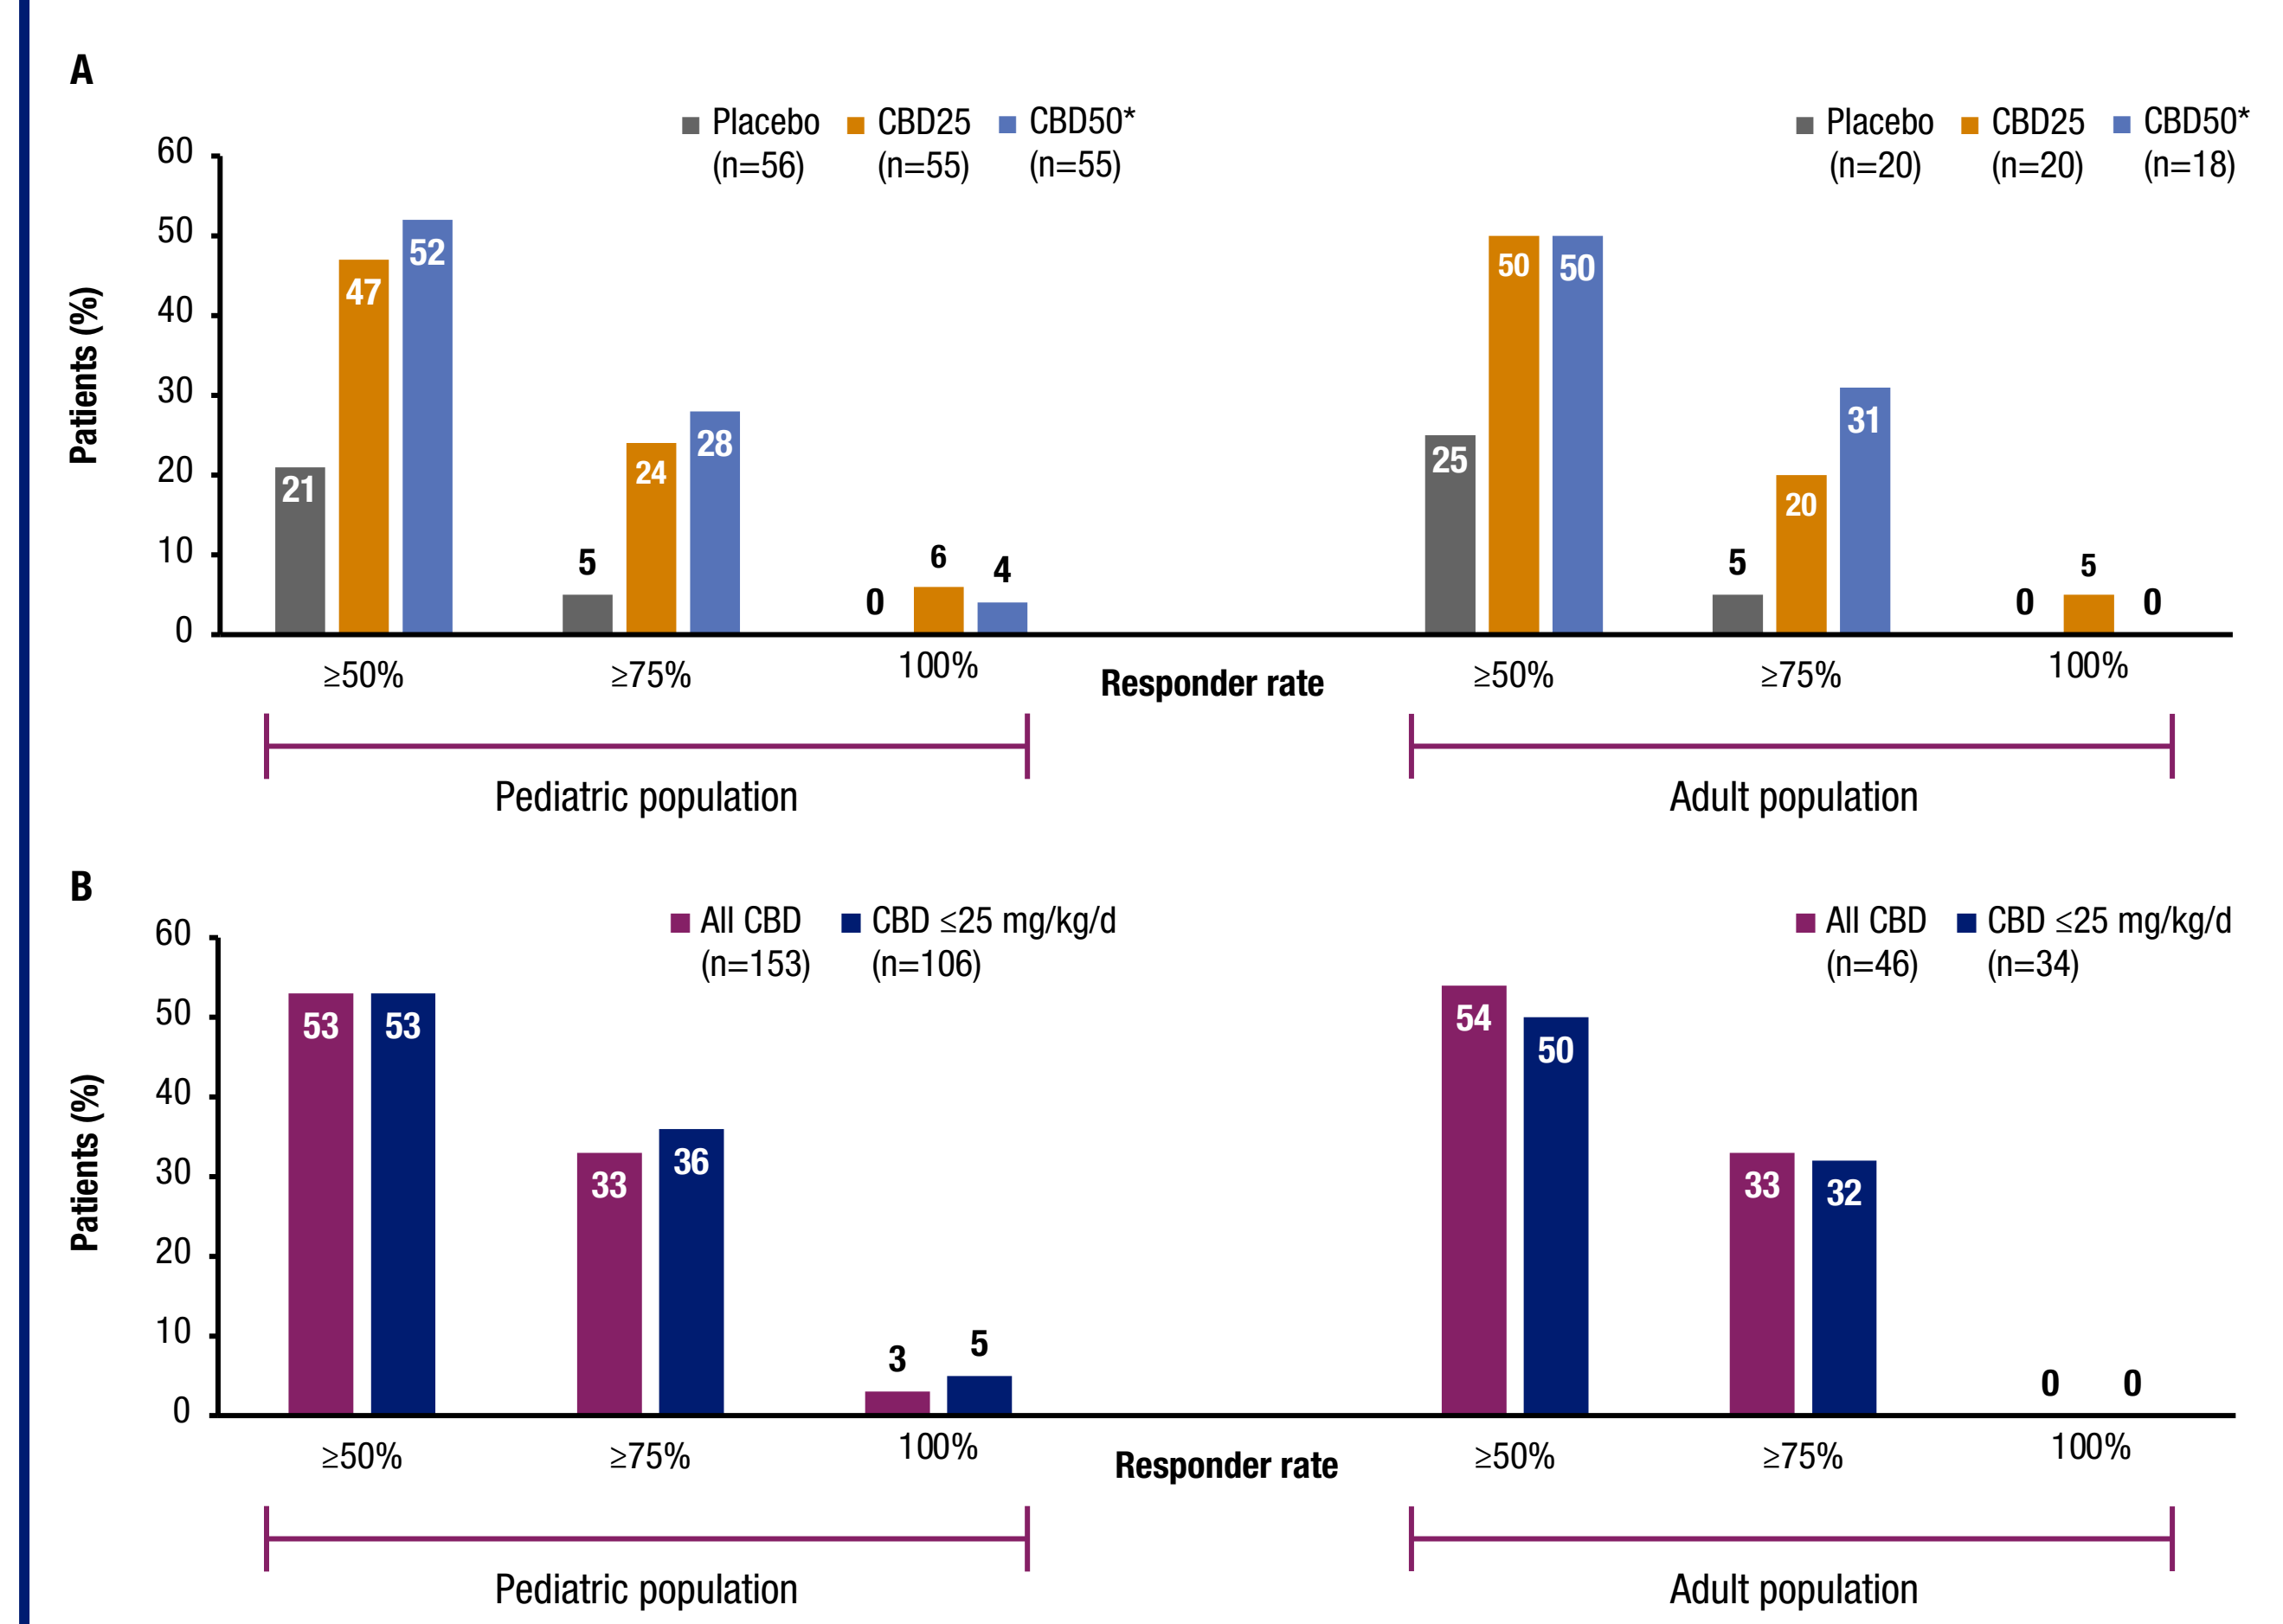 A
Placebo CBD25 CBD50*
(n=56) (n=55) (n=55)
Placebo CBD25 CBD50*
(n=20) (n=20) (n=18)
Patients (%)
60
50
40
30
20
10
0
21 47 52
5 24 28
0 6 4
25 50 50
5 20 31
0 5 0
≥50% ≥75% 100%
Responder rate
≥50% ≥75% 100%
Pediatric population
Adult population
B
All CBD CBD ≤25 mg/kg/d
(n=153) (n=106)
All CBD CBD ≤25 mg/kg/d
(n=46) (n=34)
Patients (%)
60
50
40
30
20
10
0
53 53
33 36
3 5
54 50
33 32
0 0
≥50% ≥75% 100%
Responder rate
≥50% ≥75% 100%
Pediatric population
Adult population